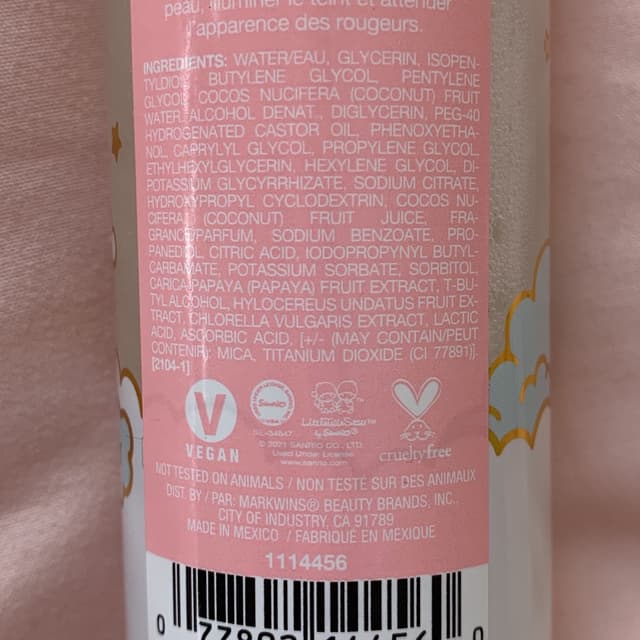 peau, illuminer le teint et atténuer
l'apparence des rougeurs.
INGREDIENTS: WATER/EAU, GLYCERIN, ISOPEN-
TYLDIOL, BUTYLENE GLYCOL, PENTYLENE
GLYCOL, COCOS NUCIFERA (COCONUT) FRUIT
WATER, ALCOHOL DENAT., DIGLYCERIN, PEG-40
HYDROGENATED CASTOR OIL, PHENOXYETHA-
NOL, CAPRYLYL GLYCOL, PROPYLENE GLYCOL,
ETHYLHEXYLGLYCERIN, HEXYLENE GLYCOL, DI-
POTASSIUM GLYCYRRHIZATE, SODIUM CITRATE,
HYDROXYPROPYL CYCLODEXTRIN, COCOS NU-
CIFERA (COCONUT) FRUIT JUICE, FRA-
GRANCE/PARFUM, SODIUM BENZOATE, PRO-
PANEDIOL, CITRIC ACID, IODOPROPYNYL BUTYL-
CARBAMATE, POTASSIUM SORBATE, SORBITOL,
CARICA PAPAYA (PAPAYA) FRUIT EXTRACT, T-BU-
TYL ALCOHOL, HYLOCEREUS UNDATUS FRUIT EX-
TRACT, CHLORELLA VULGARIS EXTRACT, LACTIC
ACID, ASCORBIC ACID, [+/- (MAY CONTAIN/PEUT
CONTENIR): MICA, TITANIUM DIOXIDE (CI 77891)]
[2104-1]
V
VEGAN
SANRIO
LittleTwinStars
by SANRIO
© 1976, 2021 SANRIO CO., LTD.
Used Under License
www.sanrio.com
crueltyfree
NOT TESTED ON ANIMALS / NON TESTÉ SUR DES ANIMAUX
DIST. BY / PAR: MARKWINS® BEAUTY BRANDS, INC.,
CITY OF INDUSTRY, CA 91789
MADE IN MEXICO / FABRIQUÉ EN MEXIQUE
1114456